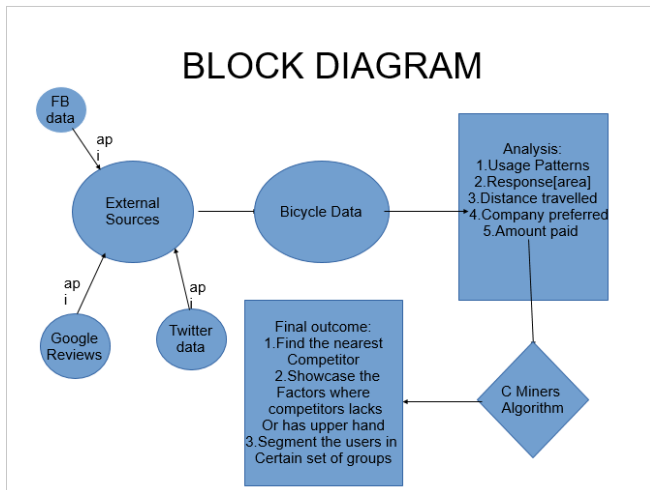 BLOCK DIAGRAM
FB
data
ap
i
External
Sources
Bicycle Data
Analysis:
1.Usage Patterns
2.Response[area]
3.Distance travelled
4.Company preferred
5.Amount paid
ap
i
ap
i
Google
Reviews
Twitter
data
Final outcome:
1.Find the nearest
Competitor
2.Showcase the
Factors where
competitors lacks
Or has upper hand
3.Segment the users in
Certain set of groups
C Miners
Algorithm